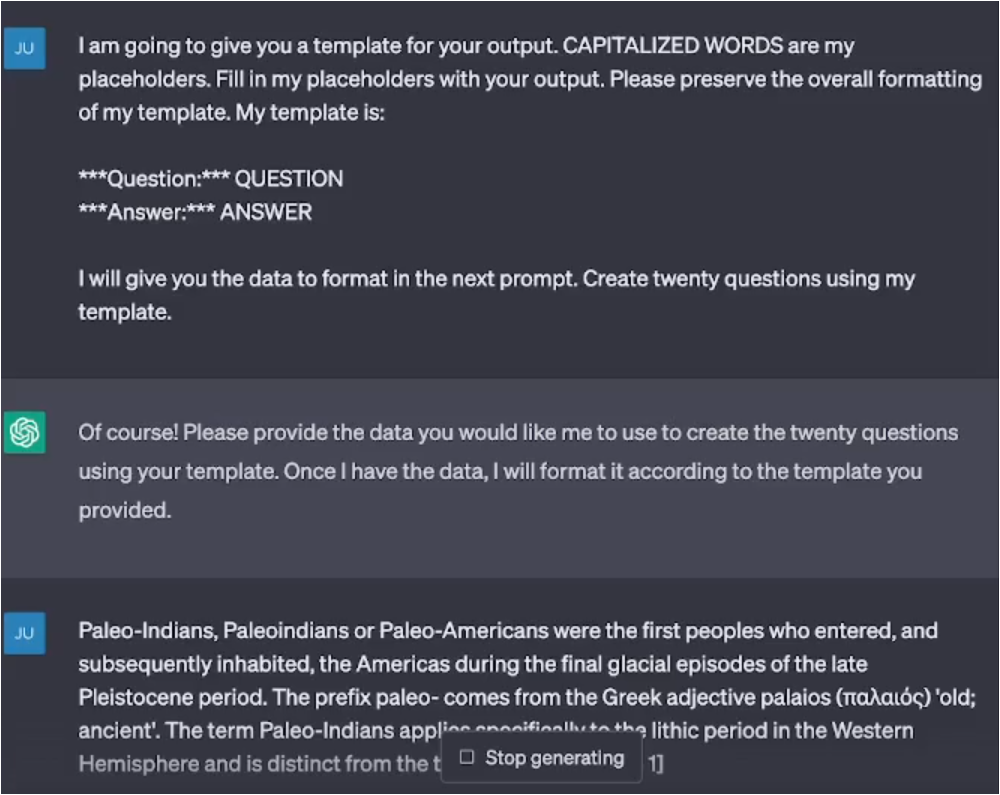 JU
I am going to give you a template for your output. CAPITALIZED WORDS are my
placeholders. Fill in my placeholders with your output. Please preserve the overall formatting
of my template. My template is:
***Question:*** QUESTION
***Answer:*** ANSWER
I will give you the data to format in the next prompt. Create twenty questions using my
template.
Of course! Please provide the data you would like me to use to create the twenty questions
using your template. Once I have the data, I will format it according to the template you
provided.
JU
Paleo-Indians, Paleoindians or Paleo-Americans were the first peoples who entered, and
subsequently inhabited, the Americas during the final glacial episodes of the late
Pleistocene period. The prefix paleo- comes from the Greek adjective palaios (παλαιός) 'old;
ancient'. The term Paleo-Indians applies specifically to the lithic period in the Western
Hemisphere and is distinct from the t 1]
Stop generating